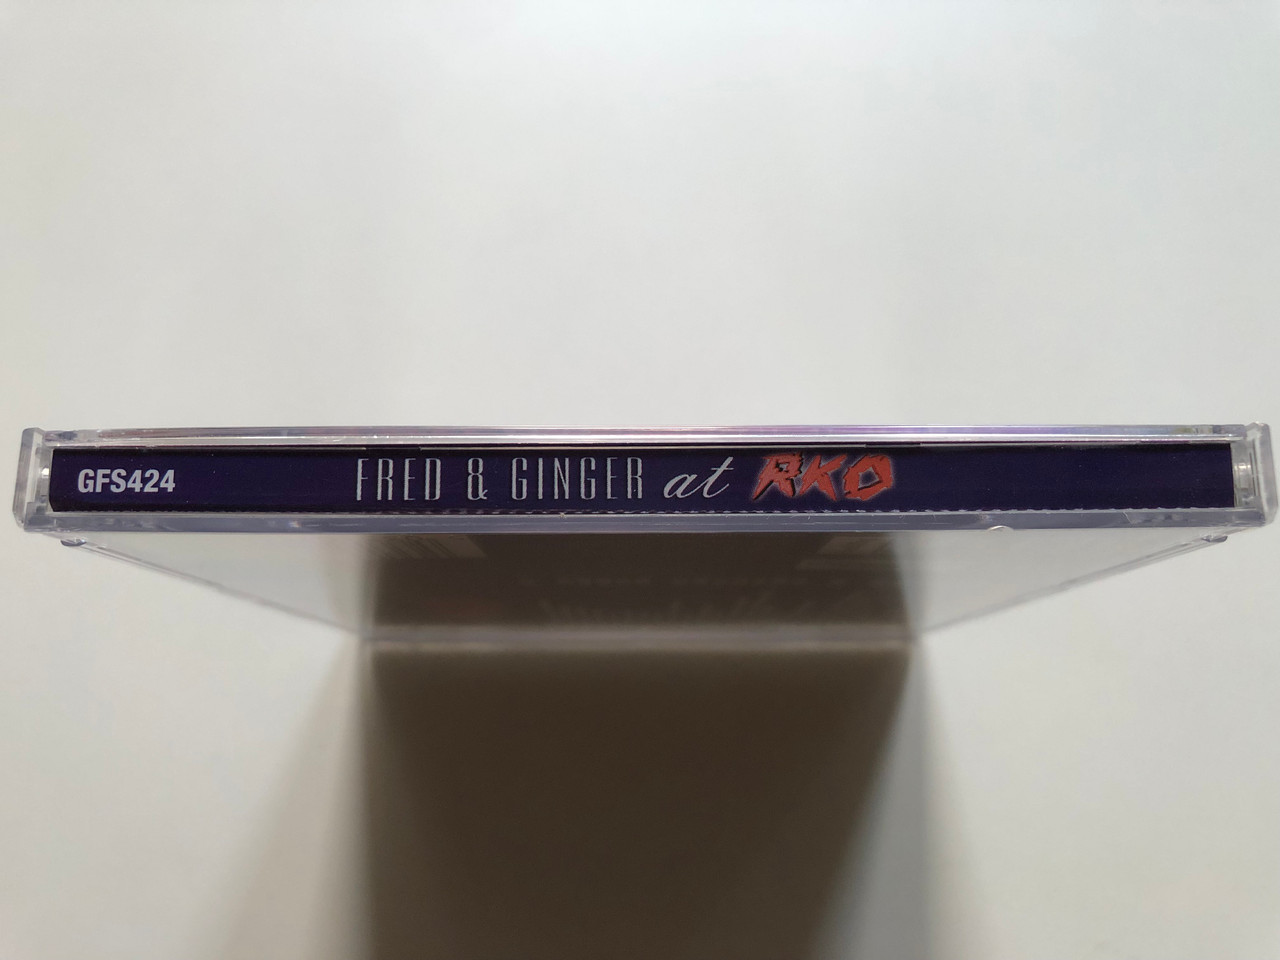 GFS424 FRED & GINGER at RKO